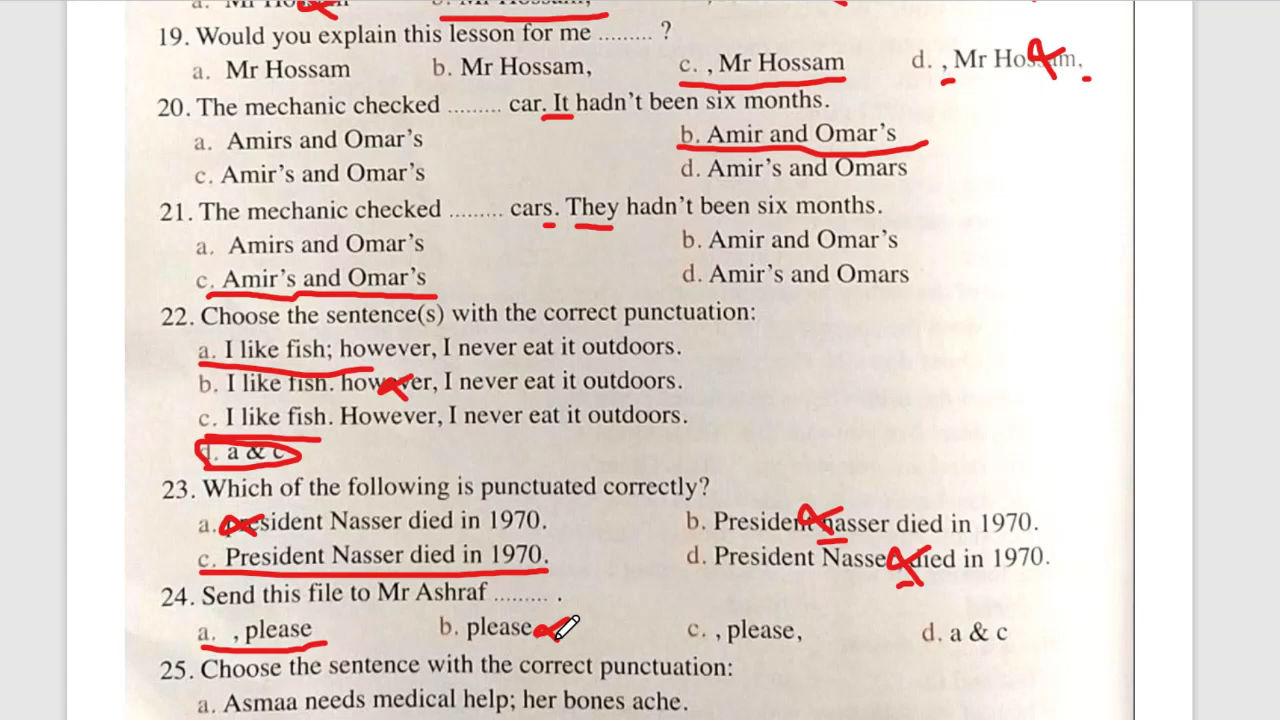 19. Would you explain this lesson for me ......... ?
a. Mr Hossam b. Mr Hossam, c. , Mr Hossam d. , Mr Hossam,
20. The mechanic checked ......... car. It hadn't been six months.
a. Amirs and Omar's b. Amir and Omar's
c. Amir's and Omar's d. Amir's and Omars
21. The mechanic checked ......... cars. They hadn't been six months.
a. Amirs and Omar's b. Amir and Omar's
c. Amir's and Omar's d. Amir's and Omars
22. Choose the sentence(s) with the correct punctuation:
a. I like fish; however, I never eat it outdoors.
b. I like fish. however, I never eat it outdoors.
c. I like fish. However, I never eat it outdoors.
d. a & c
23. Which of the following is punctuated correctly?
a. president Nasser died in 1970. b. President nasser died in 1970.
c. President Nasser died in 1970. d. President Nasser died in 1970.
24. Send this file to Mr Ashraf ......... .
a. , please b. please c. , please, d. a & c
25. Choose the sentence with the correct punctuation:
a. Asmaa needs medical help; her bones ache.